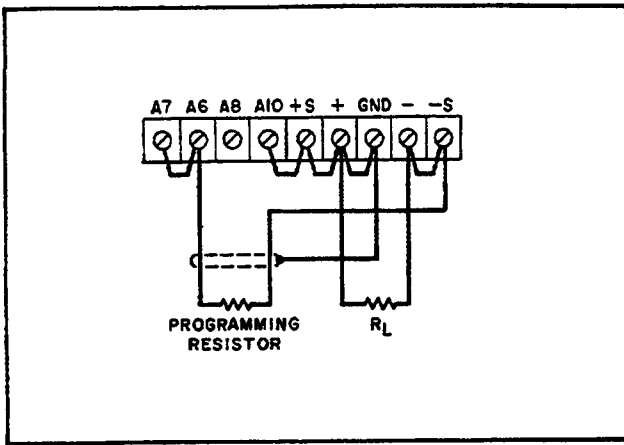 A7 A6 A8 A10 +S + GND - -S
PROGRAMMING
RESISTOR
RL